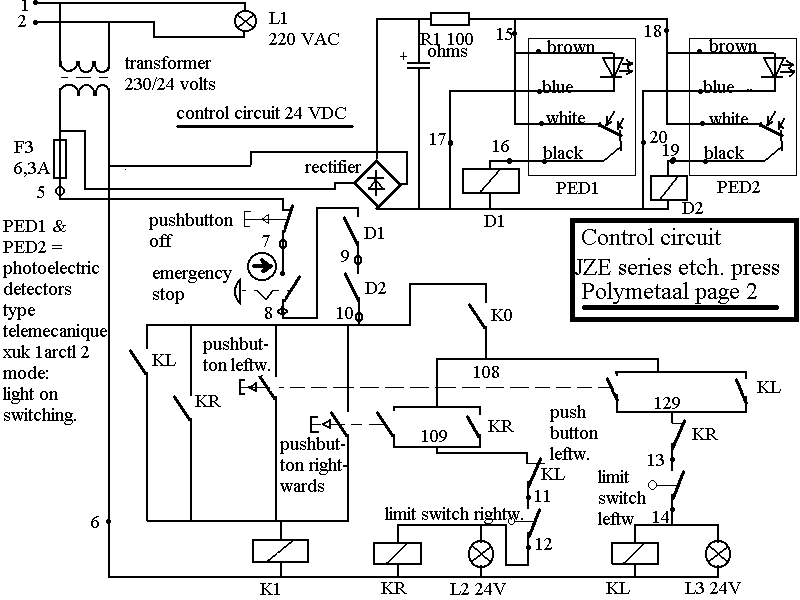 1
2
L1
220 VAC
transformer
230/24 volts
control circuit 24 VDC
R1 100
ohms
+
15
brown
blue
white
black
PED1
16
17
D1
18
brown
blue
white
black
PED2
19
20
D2
F3
6,3A
5
rectifier
pushbutton
off
7
emergency
stop
8
D1
9
D2
10
Control circuit
JZE series etch. press
Polymetaal page 2
PED1 &
PED2 =
photoelectric
detectors
type
telemecanique
xuk 1arctl 2
mode:
light on
switching.
KL
KR
pushbut-
ton leftw.
pushbut-
ton right-
wards
K0
108
109
KR
push
button
leftw.
KL
11
limit switch rightw.
12
129
KL
KR
13
limit
switch
leftw
14
6
K1
KR
L2 24V
KL
L3 24V